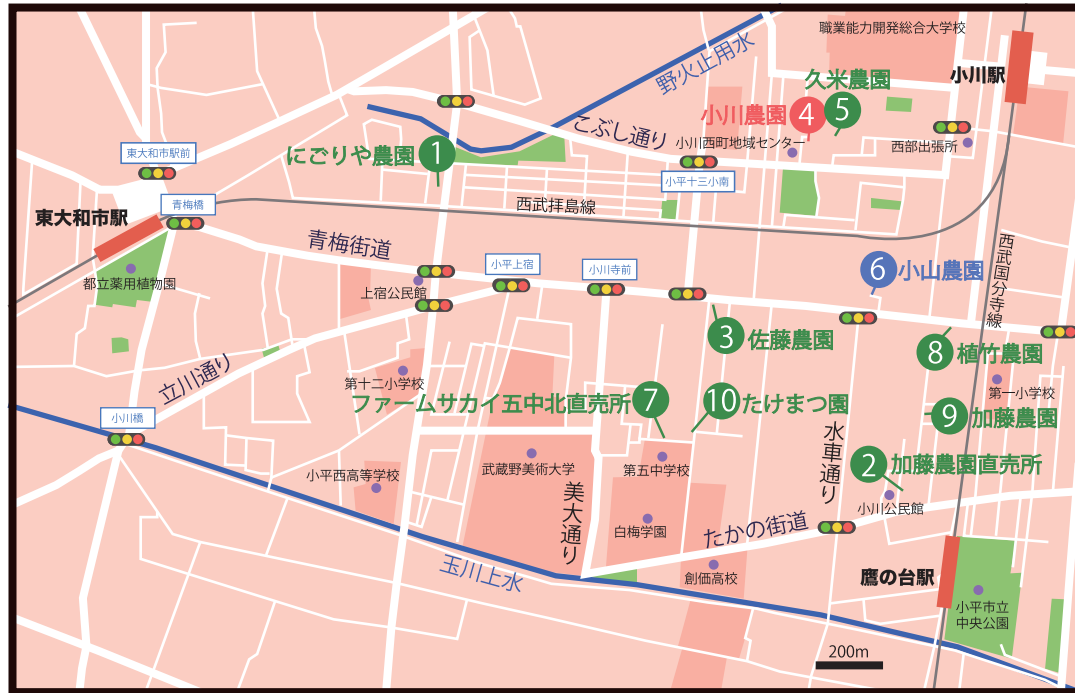 職業能力開発総合大学校
野火止用水
小川駅
久米農園
小川農園
4
5
こぶし通り
小川西町地域センター
西部出張所
にごりや農園
1
東大和市駅前
小平十三小南
青梅橋
西武拝島線
東大和市駅
青梅街道
西武国分寺線
都立薬用植物園
上宿公民館
小平上宿
小川寺前
6
小山農園
3
佐藤農園
8
植竹農園
立川通り
第十二小学校
第一小学校
ファームサカイ五中北直売所
7
10
たけまつ園
9
加藤農園
小川橋
水車通り
2
加藤農園直売所
小平西高等学校
武蔵野美術大学
第五中学校
小川公民館
美大通り
白梅学園
たかの街道
玉川上水
創価高校
鷹の台駅
小平市立
中央公園
200m